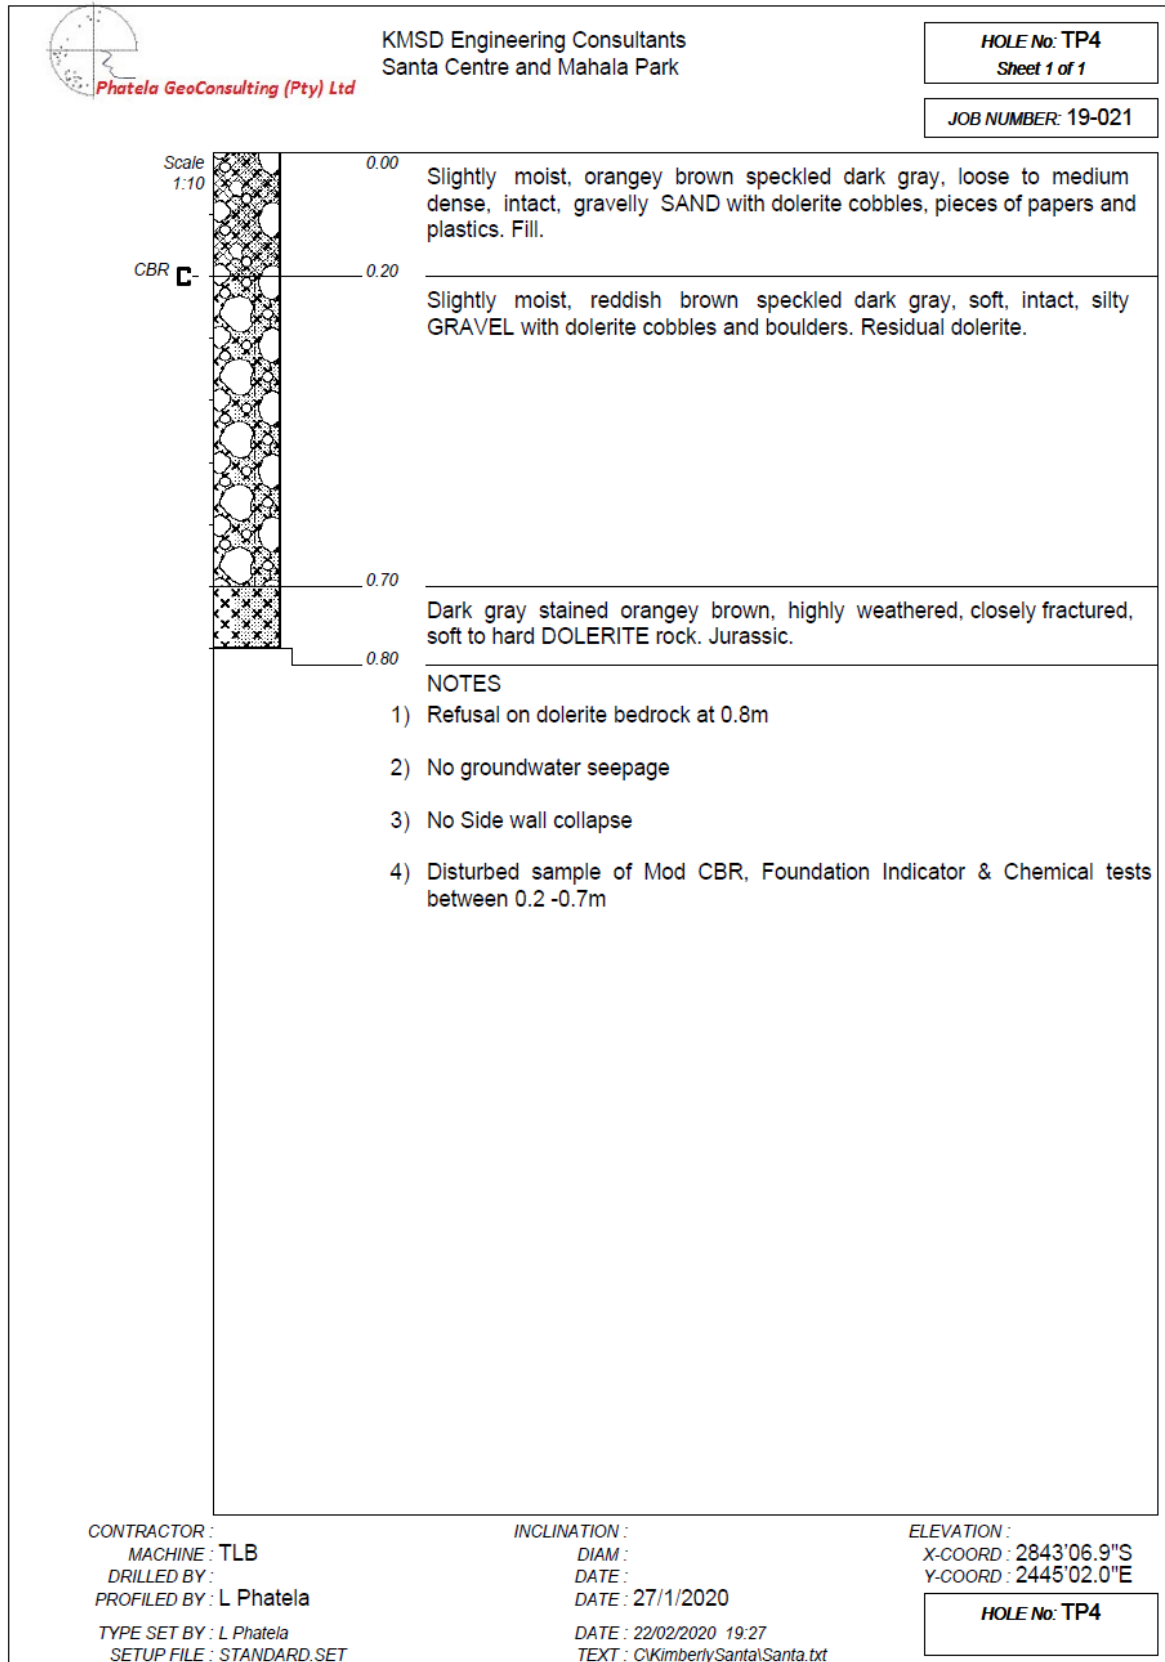 Phatela GeoConsulting (Pty) Ltd
KMSD Engineering Consultants
Santa Centre and Mahala Park
HOLE No: TP4
Sheet 1 of 1
JOB NUMBER: 19-021
Scale
1:10
0.00
Slightly moist, orangey brown speckled dark gray, loose to medium
dense, intact, gravelly SAND with dolerite cobbles, pieces of papers and
plastics. Fill.
CBR C
0.20
Slightly moist, reddish brown speckled dark gray, soft, intact, silty
GRAVEL with dolerite cobbles and boulders. Residual dolerite.
0.70
Dark gray stained orangey brown, highly weathered, closely fractured,
soft to hard DOLERITE rock. Jurassic.
0.80
NOTES
1) Refusal on dolerite bedrock at 0.8m
2) No groundwater seepage
3) No Side wall collapse
4) Disturbed sample of Mod CBR, Foundation Indicator & Chemical tests
between 0.2 -0.7m
CONTRACTOR :
MACHINE : TLB
DRILLED BY :
PROFILED BY : L Phatela
TYPE SET BY : L Phatela
SETUP FILE : STANDARD.SET
INCLINATION :
DIAM :
DATE :
DATE : 27/1/2020
DATE : 22/02/2020 19:27
TEXT : C\KimberlySanta\Santa.txt
ELEVATION :
X-COORD : 2843'06.9"S
Y-COORD : 2445'02.0"E
HOLE No: TP4